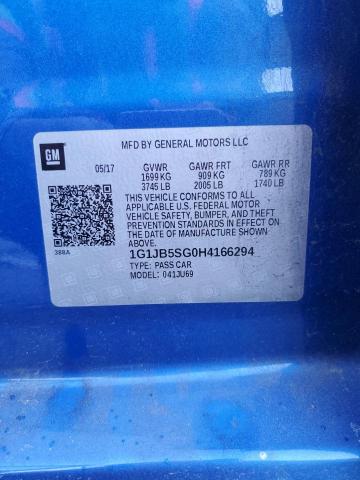 GM
MFD BY GENERAL MOTORS LLC
05/17 GVWR GAWR FRT GAWR RR
1699 KG 909 KG 789 KG
3745 LB 2005 LB 1740 LB
THIS VEHICLE CONFORMS TO ALL
APPLICABLE U.S. FEDERAL MOTOR
VEHICLE SAFETY, BUMPER, AND THEFT
PREVENTION STANDARDS IN EFFECT ON
THE DATE OF MANUFACTURE SHOWN ABOVE.
388A
1G1JB5SG0H4166294
TYPE: PASS CAR
MODEL: 041JU69